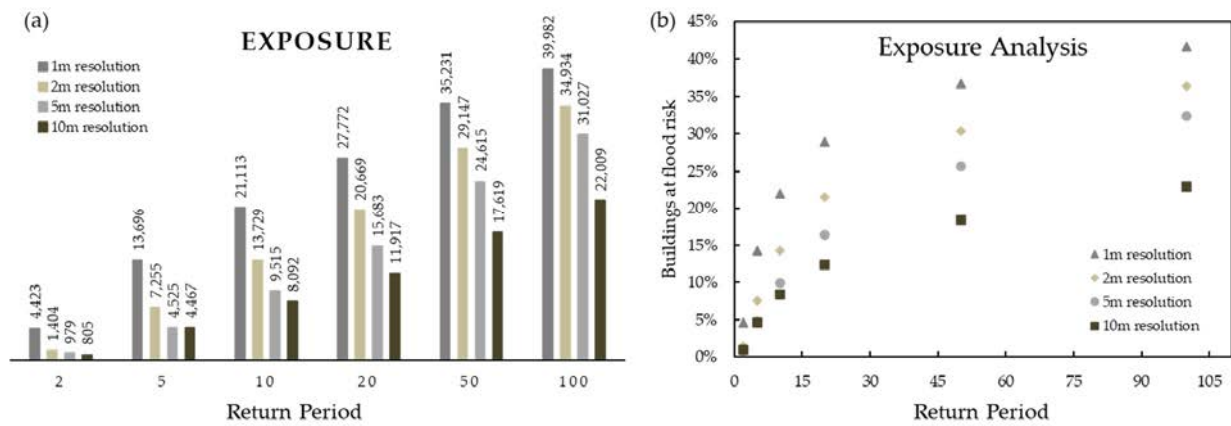 (a)
EXPOSURE
1m resolution
2m resolution
5m resolution
10m resolution
4,423
1,404
979
805
13,696
7,255
4,525
4,467
21,113
13,729
9,515
8,092
27,772
20,669
15,683
11,917
35,231
29,147
24,615
17,619
39,982
34,934
31,027
22,009
2 5 10 20 50 100
Return Period
(b)
Exposure Analysis
Buildings at flood risk
45%
40%
35%
30%
25%
20%
15%
10%
5%
0%
1m resolution
2m resolution
5m resolution
10m resolution
0 15 30 45 60 75 90 105
Return Period